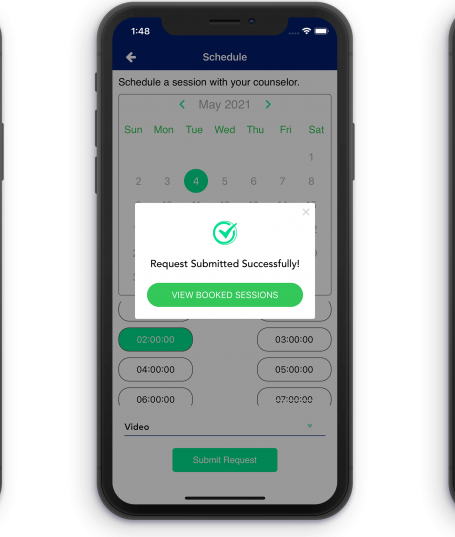 1:48
Schedule
Schedule a session with your counselor.
May 2021
Sun Mon Tue Wed Thu Fri Sat
1
2 3 4 5 6 7 8
Request Submitted Successfully!
VIEW BOOKED SESSIONS
02:00:00 03:00:00
04:00:00 05:00:00
06:00:00 07:00:00
Video
Submit Request